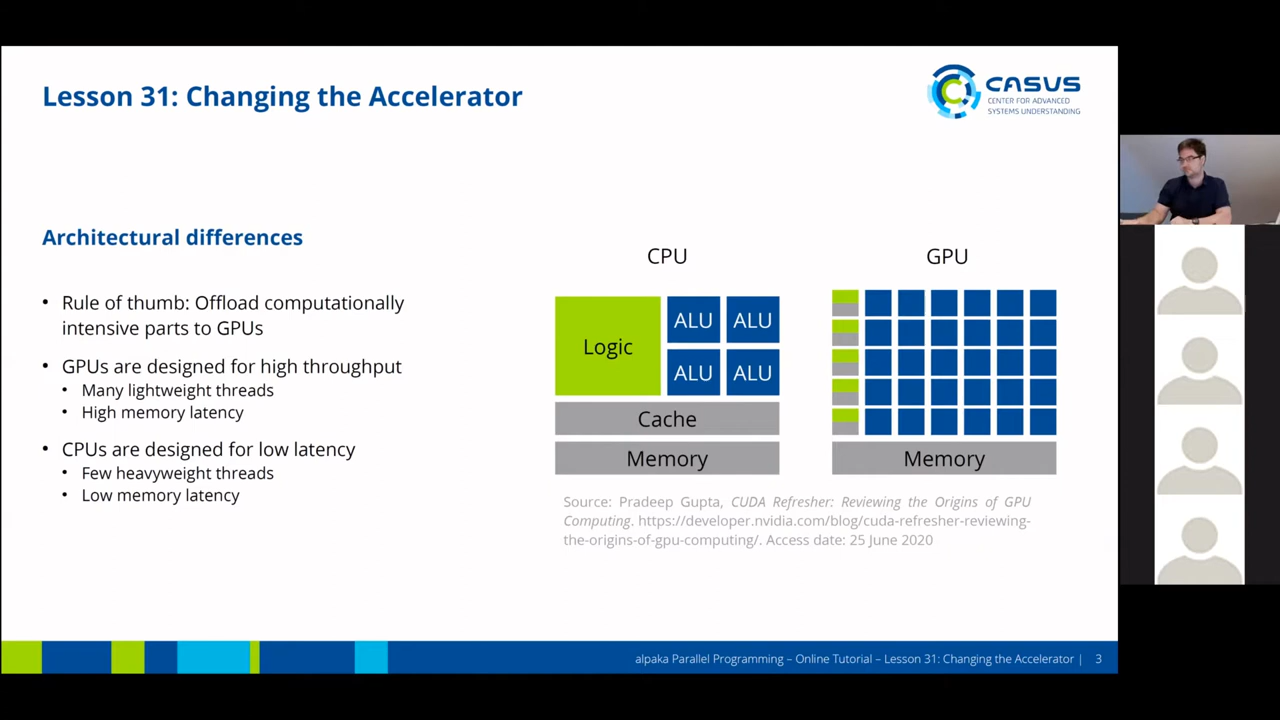 Lesson 31: Changing the Accelerator
CASUS
CENTER FOR ADVANCED
SYSTEMS UNDERSTANDING
Architectural differences
• Rule of thumb: Offload computationally
intensive parts to GPUs
• GPUs are designed for high throughput
• Many lightweight threads
• High memory latency
• CPUs are designed for low latency
• Few heavyweight threads
• Low memory latency
CPU
Logic
ALU ALU
ALU ALU
Cache
Memory
GPU
Memory
Source: Pradeep Gupta, CUDA Refresher: Reviewing the Origins of GPU
Computing. https://developer.nvidia.com/blog/cuda-refresher-reviewing-
the-origins-of-gpu-computing/. Access date: 25 June 2020
alpaka Parallel Programming – Online Tutorial – Lesson 31: Changing the Accelerator | 3